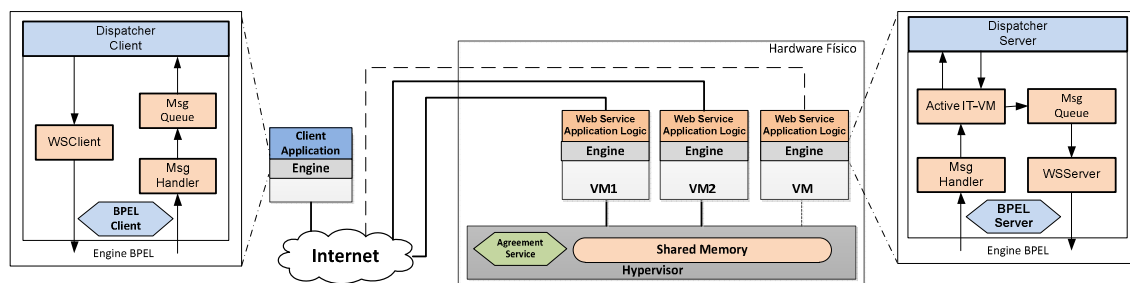 Dispatcher
Client
WSClient
Msg
Queue
Msg
Handler
BPEL
Client
Engine BPEL
Client
Application
Engine
Internet
Hardware Físico
Web Service
Application Logic
Engine
VM1
Web Service
Application Logic
Engine
VM2
Web Service
Application Logic
Engine
VM
Agreement
Service
Shared Memory
Hypervisor
Dispatcher
Server
Active IT-VM
Msg
Queue
Msg
Handler
WSServer
BPEL
Server
Engine BPEL